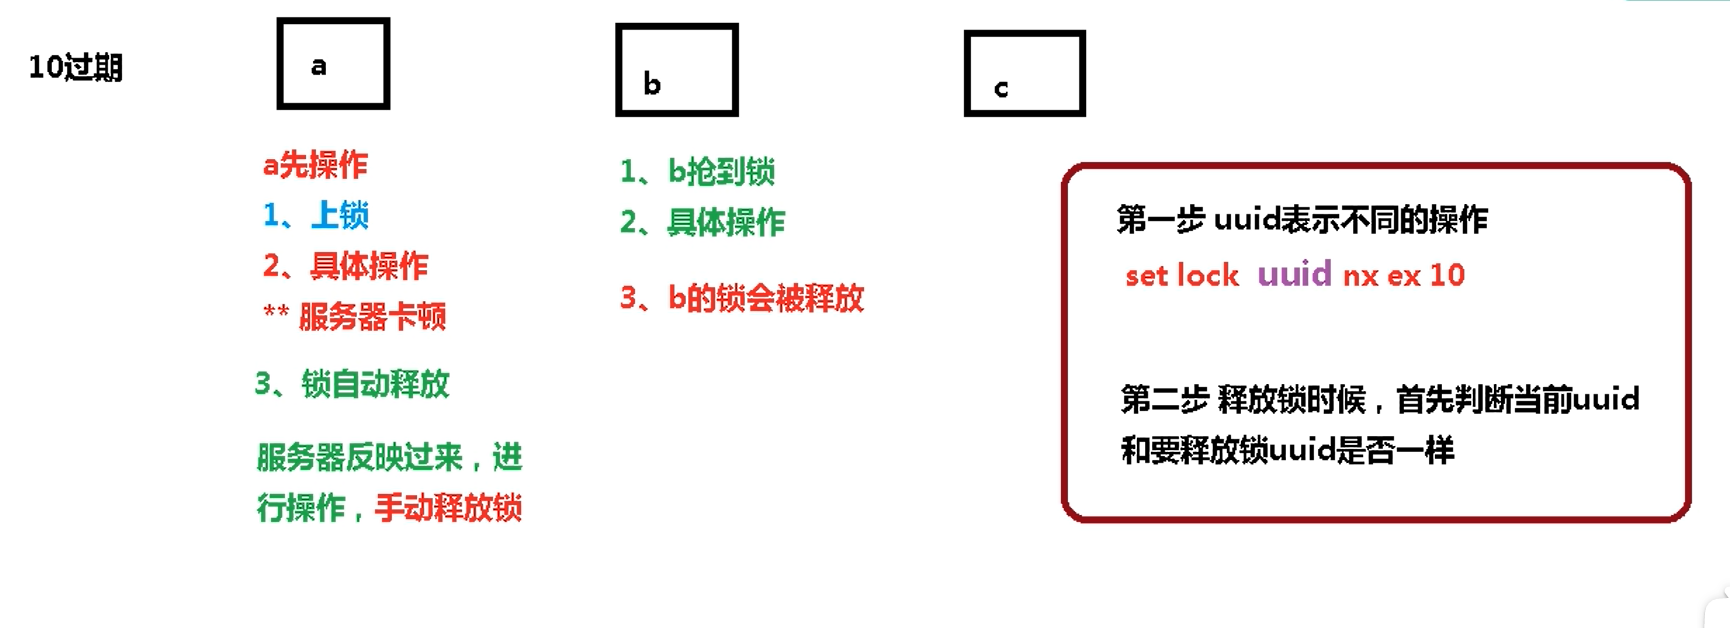 10过期
a
b
c
a先操作
1、上锁
2、具体操作
** 服务器卡顿
3、锁自动释放
服务器反映过来，进
行操作，手动释放锁
1、b抢到锁
2、具体操作
3、b的锁会被释放
第一步 uuid表示不同的操作
set lock uuid nx ex 10
第二步 释放锁时候，首先判断当前uuid
和要释放锁uuid是否一样